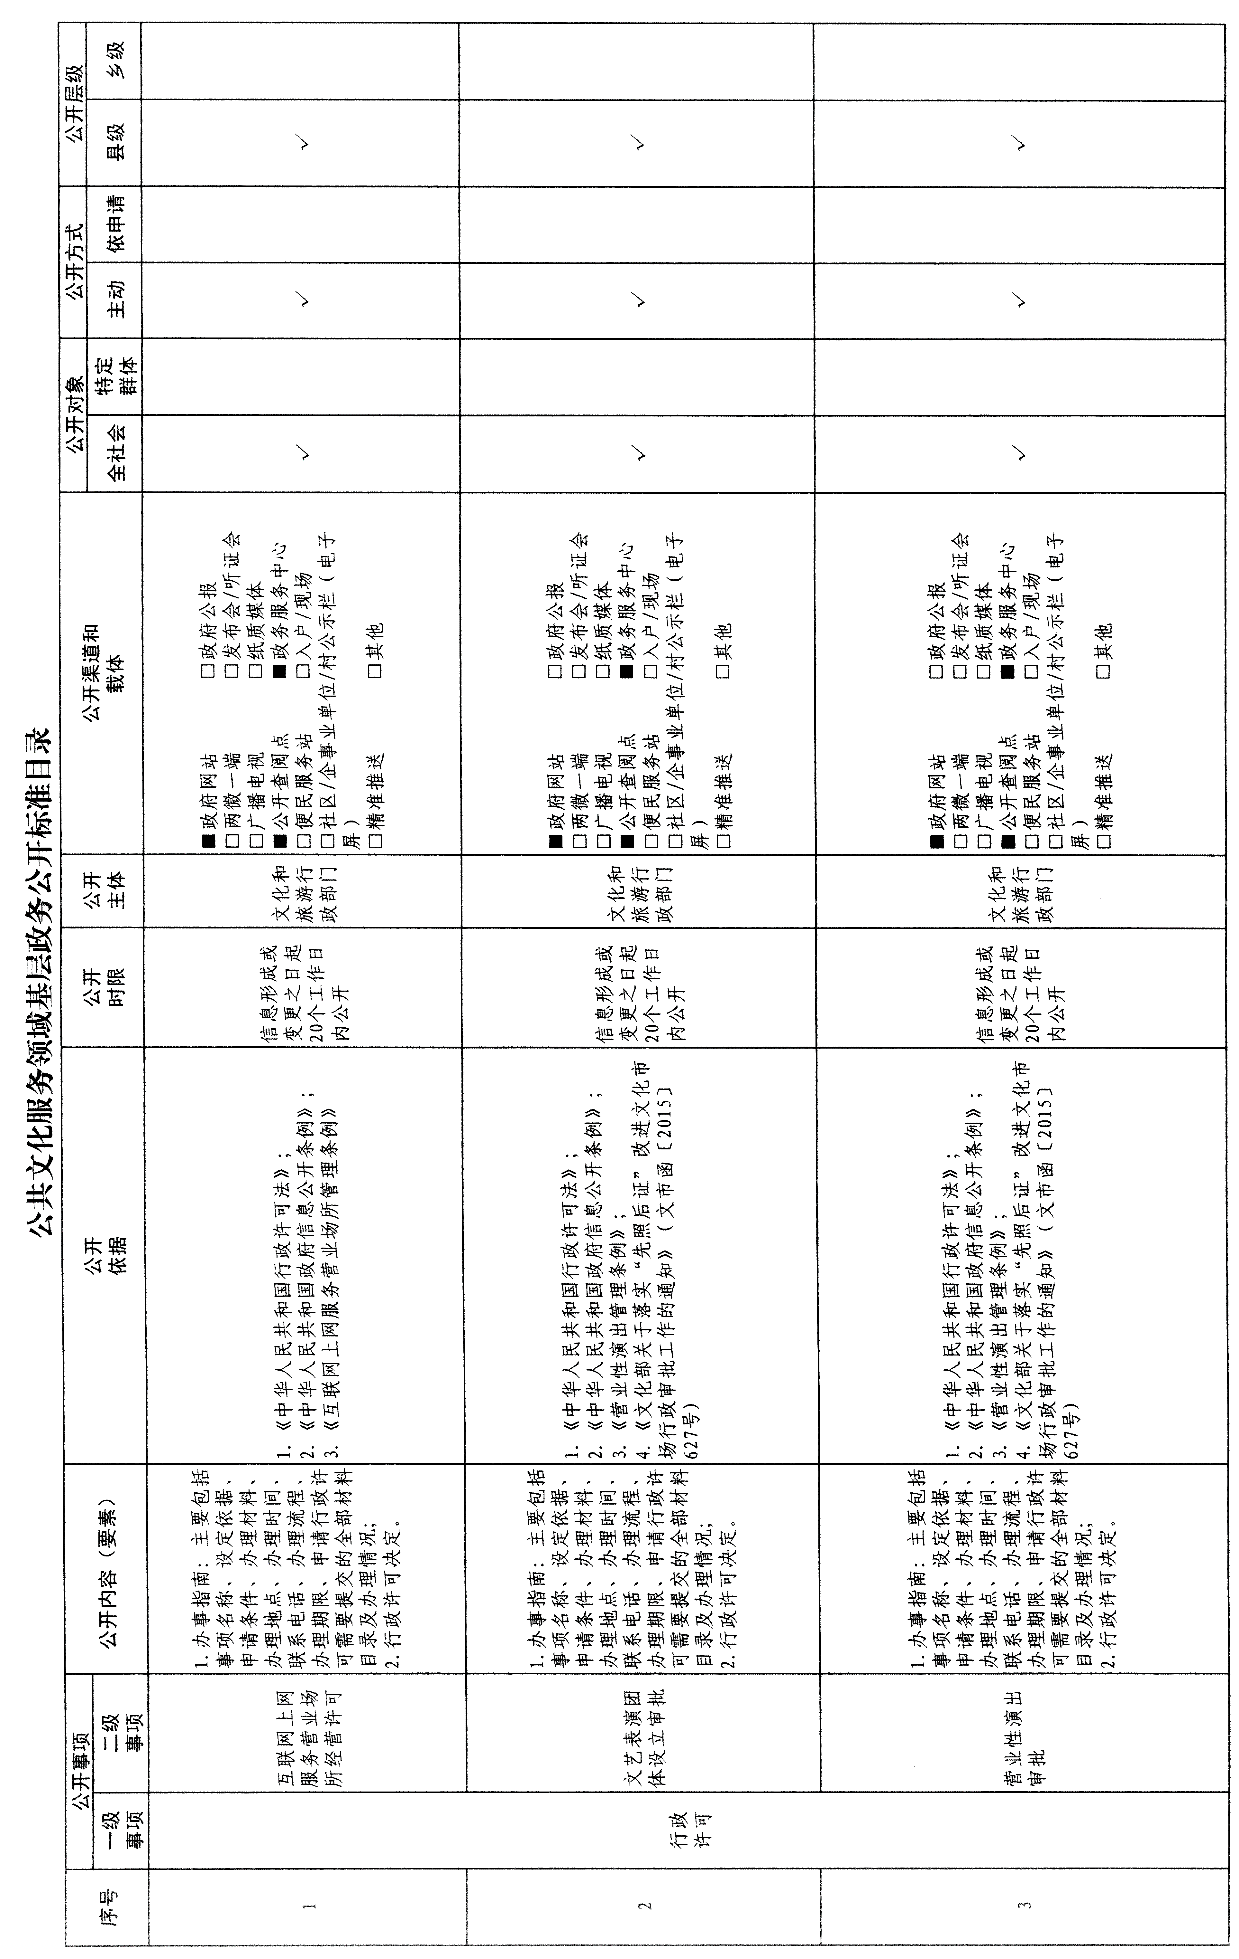 公共文化服务领域基层政务公开标准目录
序号
公开事项
一级
事项
二级
事项
公开内容（要素）
公开
依据
公开
时限
公开
主体
公开渠道和
载体
公开对象
全社会
特定
群体
公开方式
主动
依申请
公开层级
县级
乡级
1
行政
许可
互联网上网
服务营业场
所经营许可
1.办事指南：主要包括
事项名称、设定依据、
申请条件、办理材料、
办理地点、办理时间、
联系电话、办理流程、
办理期限、申请行政许
可需要提交的全部材料
目录及办理情况；
2.行政许可决定。
1.《中华人民共和国行政许可法》；
2.《中华人民共和国政府信息公开条例》；
3.《互联网上网服务营业场所管理条例》
信息形成或
变更之日起
20个工作日
内公开
文化和
旅游行
政部门
■政府网站 □政府公报
□两微一端 □发布会/听证会
□广播电视 □纸质媒体
■公开查阅点 ■政务服务中心
□便民服务站 □入户/现场
□社区/企事业单位/村公示栏（电子
屏）
□精准推送 □其他
✓
✓
✓
2
文艺表演团
体设立审批
1.办事指南：主要包括
事项名称、设定依据、
申请条件、办理材料、
办理地点、办理时间、
联系电话、办理流程、
办理期限、申请行政许
可需要提交的全部材料
目录及办理情况；
2.行政许可决定。
1.《中华人民共和国行政许可法》；
2.《中华人民共和国政府信息公开条例》；
3.《营业性演出管理条例》；
4.《文化部关于落实“先照后证”改进文化市
场行政审批工作的通知》（文市函〔2015〕
627号）
信息形成或
变更之日起
20个工作日
内公开
文化和
旅游行
政部门
■政府网站 □政府公报
□两微一端 □发布会/听证会
□广播电视 □纸质媒体
■公开查阅点 ■政务服务中心
□便民服务站 □入户/现场
□社区/企事业单位/村公示栏（电子
屏）
□精准推送 □其他
✓
✓
✓
3
营业性演出
审批
1.办事指南：主要包括
事项名称、设定依据、
申请条件、办理材料、
办理地点、办理时间、
联系电话、办理流程、
办理期限、申请行政许
可需要提交的全部材料
目录及办理情况；
2.行政许可决定。
1.《中华人民共和国行政许可法》；
2.《中华人民共和国政府信息公开条例》；
3.《营业性演出管理条例》；
4.《文化部关于落实“先照后证”改进文化市
场行政审批工作的通知》（文市函〔2015〕
627号）
信息形成或
变更之日起
20个工作日
内公开
文化和
旅游行
政部门
■政府网站 □政府公报
□两微一端 □发布会/听证会
□广播电视 □纸质媒体
■公开查阅点 ■政务服务中心
□便民服务站 □入户/现场
□社区/企事业单位/村公示栏（电子
屏）
□精准推送 □其他
✓
✓
✓